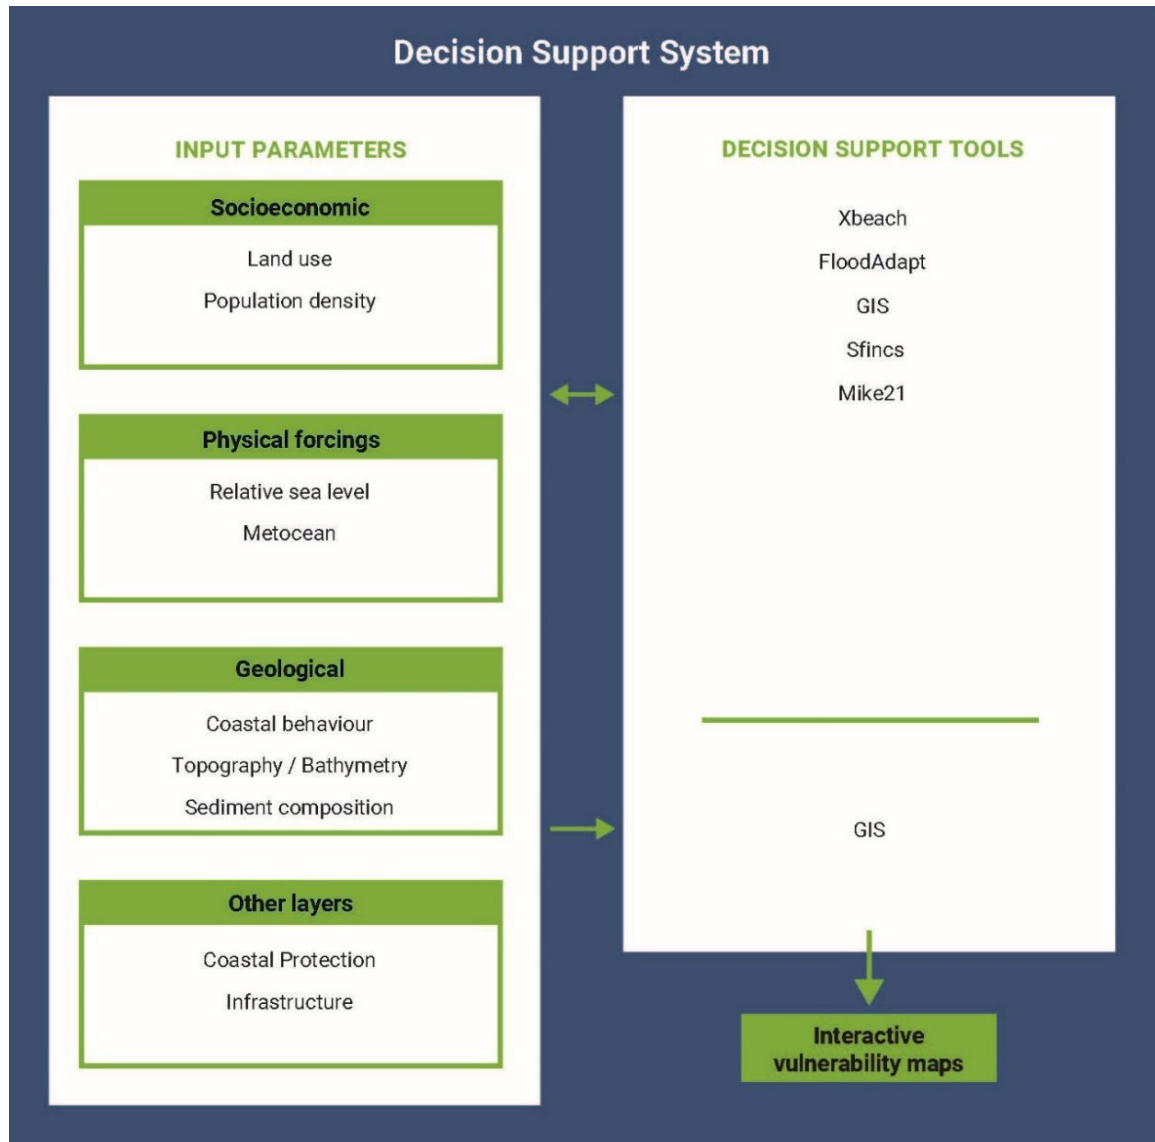 Decision Support System
INPUT PARAMETERS
Socioeconomic
Land use
Population density
Physical forcings
Relative sea level
Metocean
Geological
Coastal behaviour
Topography / Bathymetry
Sediment composition
Other layers
Coastal Protection
Infrastructure
DECISION SUPPORT TOOLS
Xbeach
FloodAdapt
GIS
Sfincs
Mike21
GIS
Interactive
vulnerability maps